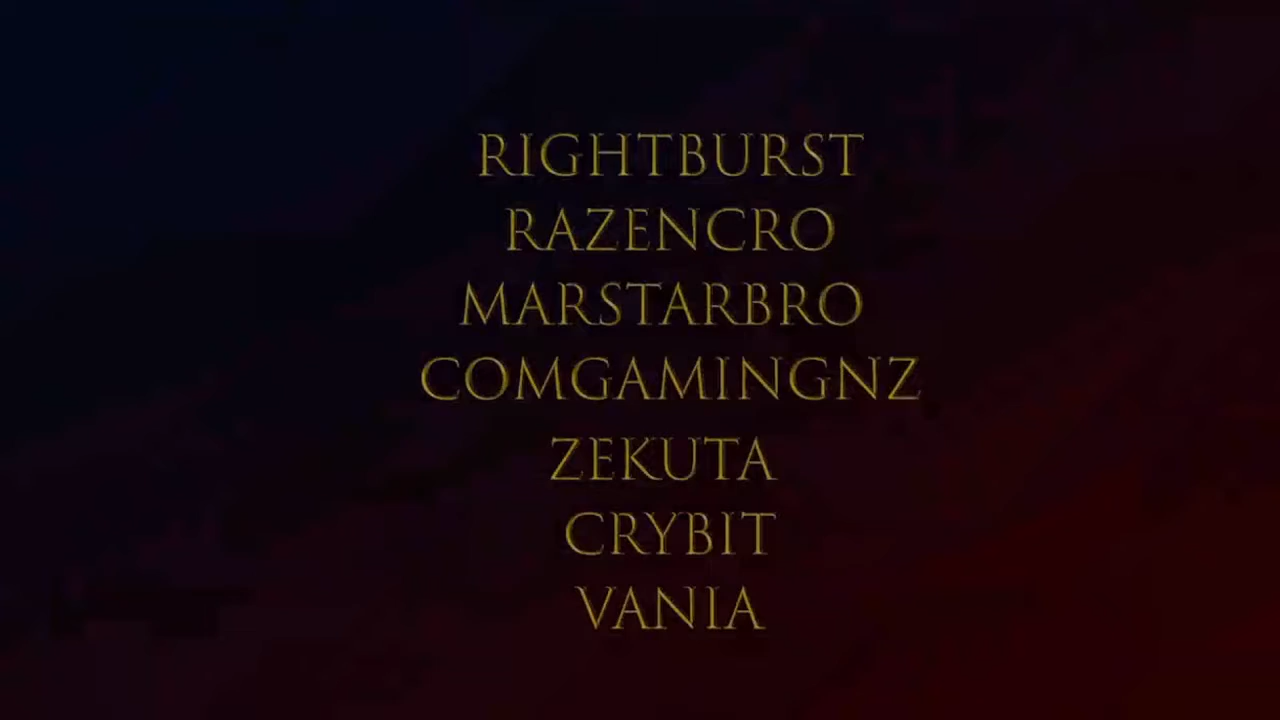 RIGHTBURST
RAZENCRO
MARSTARBRO
COMGAMINGNZ
ZEKUTA
CRYBIT
VANIA